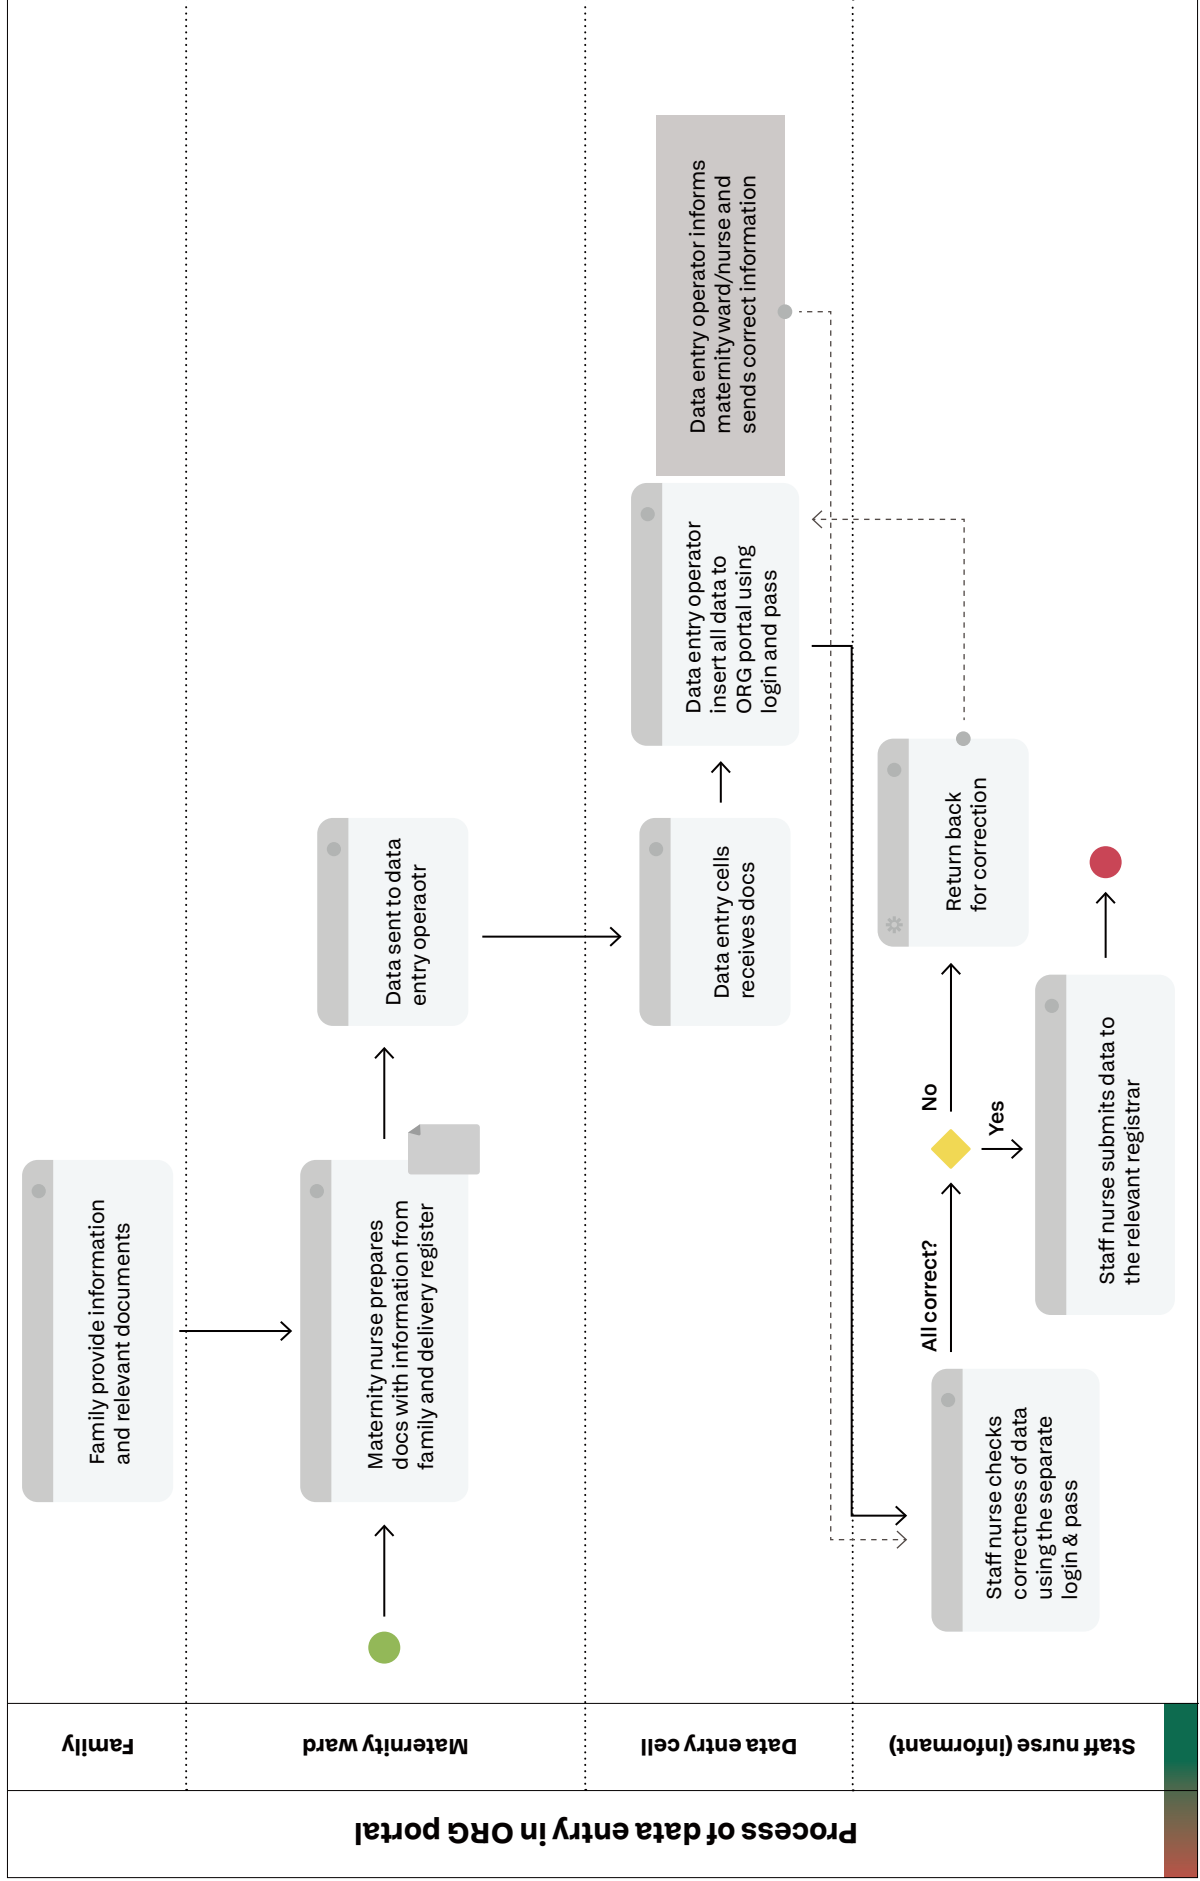 Process of data entry in ORG portal
Family
Family provide information
and relevant documents
Maternity ward
Maternity nurse prepares
docs with information from
family and delivery register
Data sent to data
entry operaotr
Data entry cell
Data entry cells
receives docs
Data entry operator
insert all data to
ORG portal using
login and pass
Data entry operator informs
maternity ward/nurse and
sends correct information
Staff nurse (informant)
Staff nurse checks
correctness of data
using the separate
login & pass
All correct?
No
Yes
Return back
for correction
Staff nurse submits data to
the relevant registrar